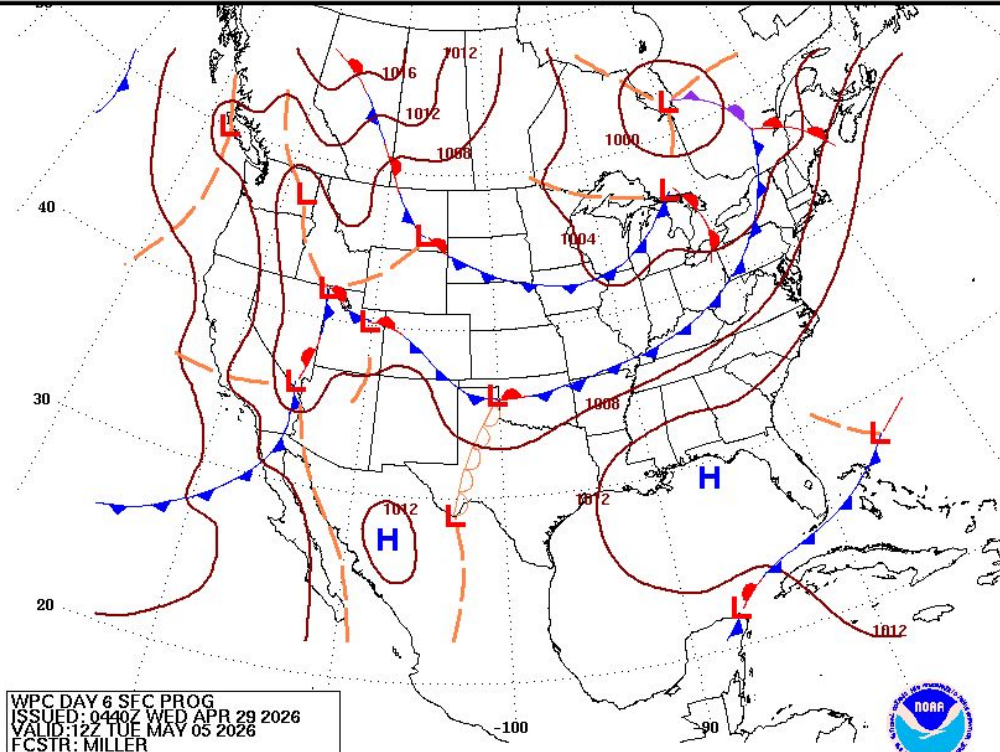 1012
1016
1012
1008
1000
L
L
L
L
40
1004
L
L
L
L
30
L
1008
L
H
1012
1012
L
H
20
L
1012
WPC DAY 6 SFC PROG
ISSUED: 0440Z WED APR 29 2026
VALID:12Z TUE MAY 05 2026
FCSTR: MILLER
-100
-90
NOAA